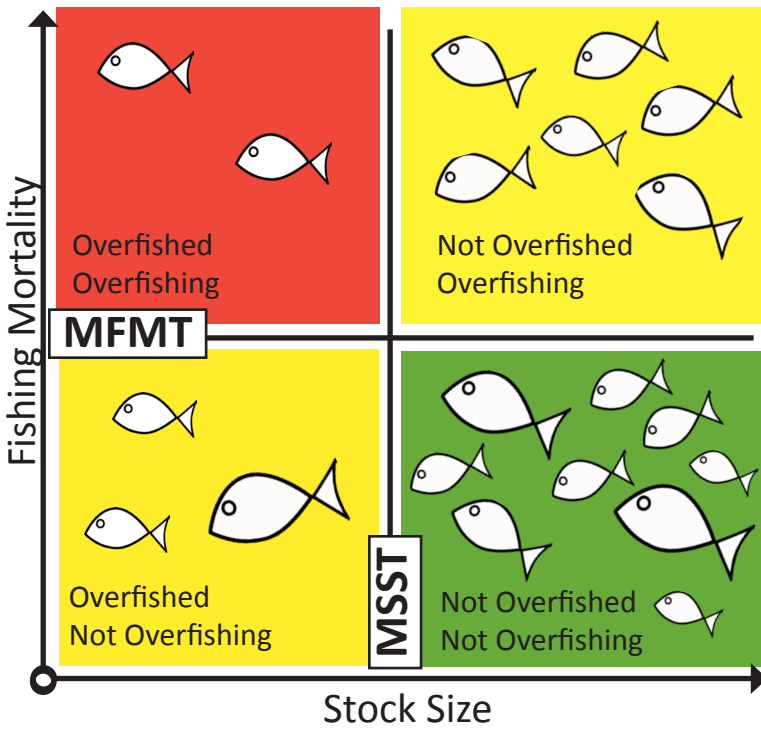 Overfished
Overfishing
Not Overfished
Overfishing
Fishing Mortality
MFMT
Overfished
Not Overfishing
MSST
Not Overfished
Not Overfishing
Stock Size